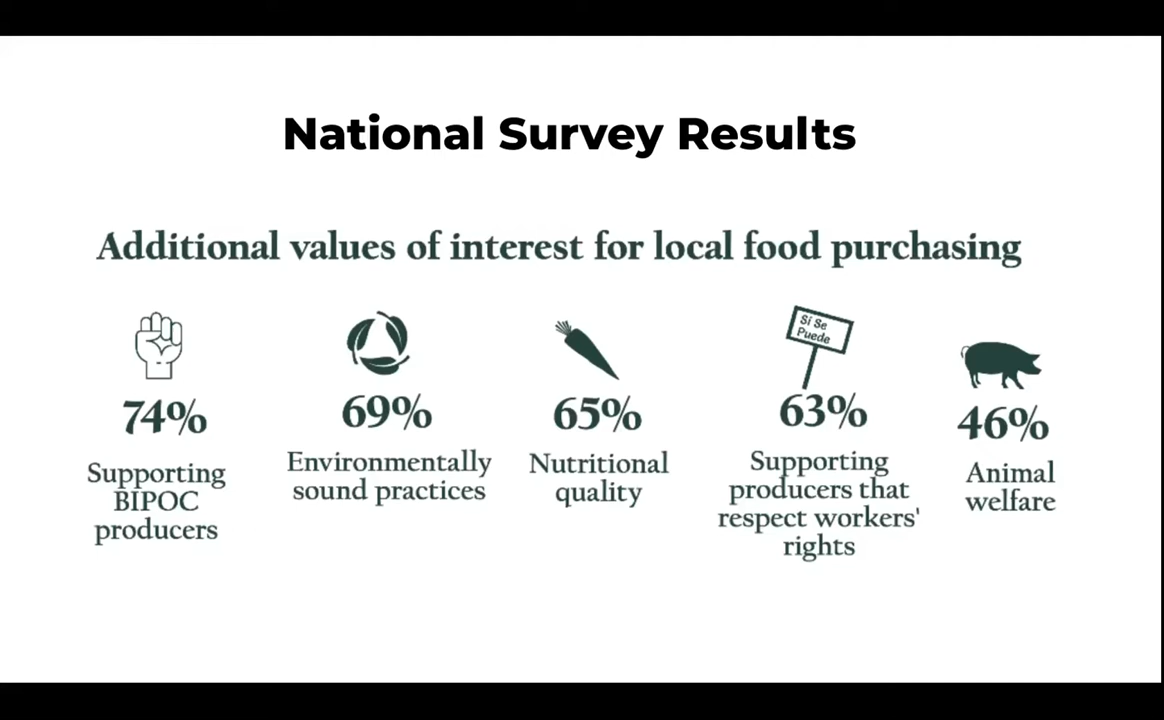 National Survey Results
Additional values of interest for local food purchasing
74%
Supporting
BIPOC
producers
69%
Environmentally
sound practices
65%
Nutritional
quality
Sí Se
Puede
63%
Supporting
producers that
respect workers'
rights
46%
Animal
welfare